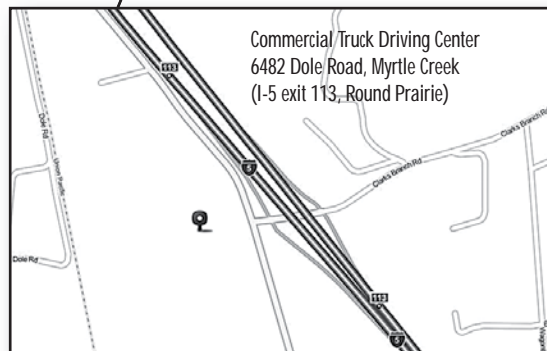 Commercial Truck Driving Center
6482 Dole Road, Myrtle Creek
(I-5 exit 113, Round Prairie)
113
Dole Rd
Union Pacific
5
Clarks Branch Rd
Clarks Branch Rd
Dole Rd
113
5